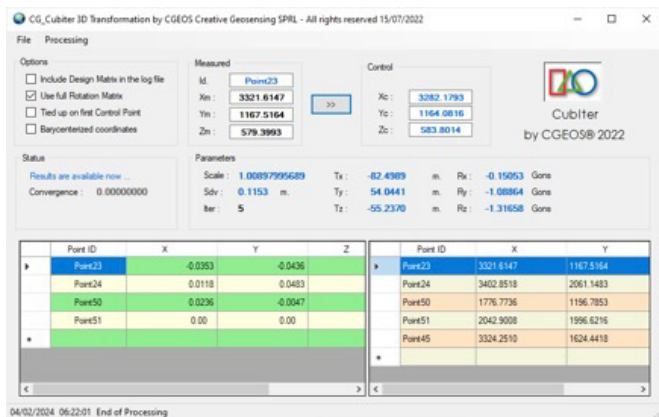 CG_Cubiter 3D Transformation by CGEOS Creative Geosensing SPRL - All rights reserved 15/07/2022
File Processing
Options
Include Design Matrix in the log file
Use full Rotation Matrix
Tied up on first Control Point
Barycenterized coordinates
Measured
Id. Point23
Xm : 3321.6147
Ym : 1167.5164
Zm : 579.3993
>>
Control
Xc : 3282.1793
Yc : 1164.0816
Zc : 583.8014
CubIter
by CGEOS® 2022
Status
Results are available now ...
Convergence : 0.00000000
Parameters
Scale : 1.00897995689 Tx : -82.4989 m. Rx : -0.15053 Gons
Sdv : 0.1153 m. Ty : 54.0441 m. Ry : -1.08864 Gons
Iter : 5 Tz : -55.2370 m. Rz : -1.31658 Gons
Point ID X Y Z
Point23 -0.0353 -0.0436
Point24 0.0118 0.0483
Point50 0.0236 -0.0047
Point51 0.00 0.00
Point ID X Y
Point23 3321.6147 1167.5164
Point24 3402.8518 2061.1483
Point50 1776.7736 1196.7853
Point51 2042.9008 1996.6216
Point45 3324.2510 1624.4418
04/02/2024 06:22:01 End of Processing